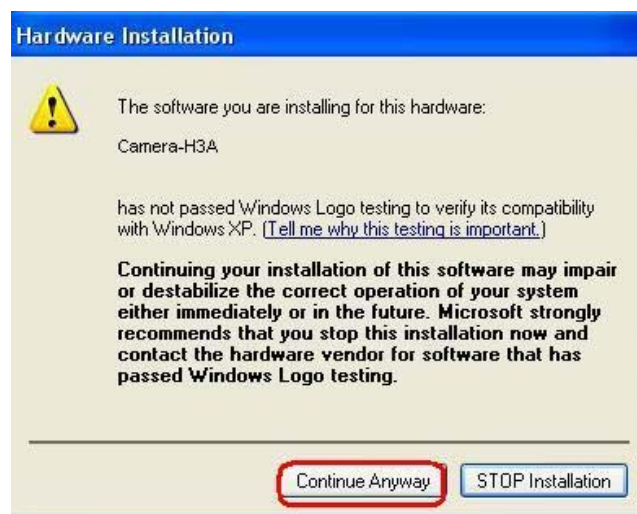 Hardware Installation
The software you are installing for this hardware:
Camera-H3A
has not passed Windows Logo testing to verify its compatibility
with Windows XP. (Tell me why this testing is important.)
Continuing your installation of this software may impair
or destabilize the correct operation of your system
either immediately or in the future. Microsoft strongly
recommends that you stop this installation now and
contact the hardware vendor for software that has
passed Windows Logo testing.
Continue Anyway
STOP Installation